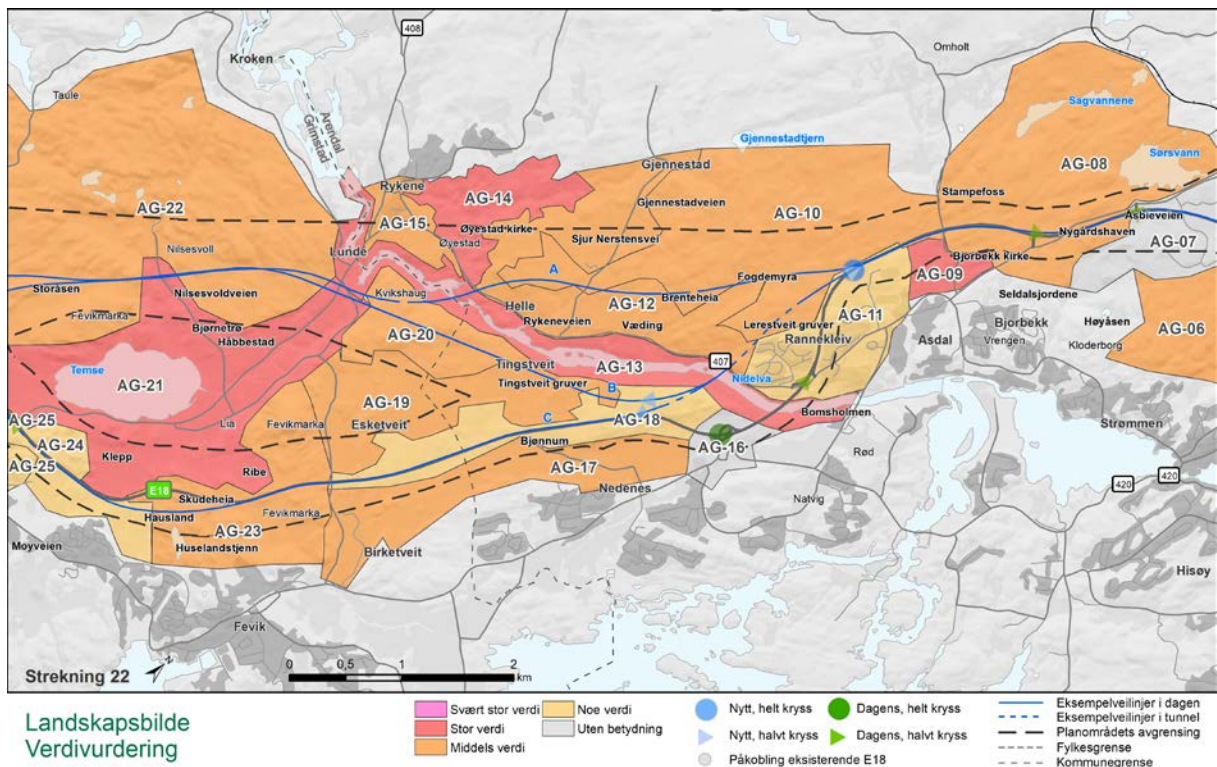 408
Kroken
Omholt
Taule
Arendal
Grimstad
Sagvannene
Gjennestadtjern
Sørsvann
Gjennestad
AG-08
Rykene
AG-14
Stampefoss
AG-22
Gjennestadveien
AG-10
AG-15
Øyestad kirke
Åsbieveien
Nilsesvoll
Øyestad
Sjur Nerstensvei
Nygårdshaven
AG-07
Lunde
Bjorbekk kirke
A
Fogdemyra
AG-09
Storåsen
Nilsesvoldveien
Kvikshaug
Helle
AG-12
Brenteheia
Seldalsjordene
Fevikmarka
Rykeneveien
Væding
AG-11
Bjørnetrø
AG-20
Lerestveit gruver
Bjorbekk
Høyåsen
AG-06
Håbbestad
Rannekleiv
Asdal
Vrengen
Kloderborg
Tingstveit
407
Temse
AG-13
AG-21
Tingstveit gruver
B
Nidelva
AG-19
Bomsholmen
AG-25
Lia
Fevikmarka
Esketveit
C
AG-18
Strømmen
AG-24
Klepp
Bjønnum
AG-16
AG-25
Ribe
AG-17
Rød
E18
Skudeheia
Nedenes
Natvig
420
420
Hausland
Fevikmarka
AG-23
Moyveien
Huselandstjenn
Birketveit
Hisøy
Fevik
Strekning 22
N
0 0,5 1 2
km
Landskapsbilde
Verdivurdering
Svært stor verdi
Stor verdi
Middels verdi
Noe verdi
Uten betydning
Nytt, helt kryss
Nytt, halvt kryss
Påkobling eksisterende E18
Dagens, helt kryss
Dagens, halvt kryss
Eksempelveilinjer i dagen
Eksempelveilinjer i tunnel
Planområdets avgrensing
Fylkesgrense
Kommunegrense